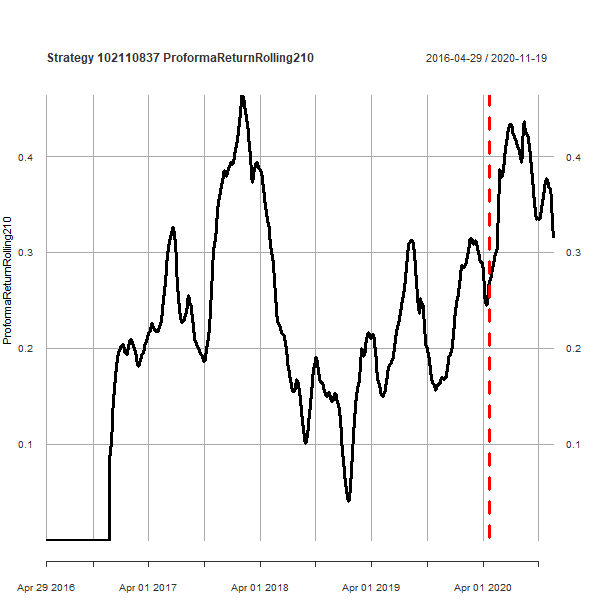 Strategy 102110837 ProformaReturnRolling210
2016-04-29 / 2020-11-19
ProformaReturnRolling210
0.4
0.3
0.2
0.1
0.4
0.3
0.2
0.1
Apr 29 2016
Apr 01 2017
Apr 01 2018
Apr 01 2019
Apr 01 2020